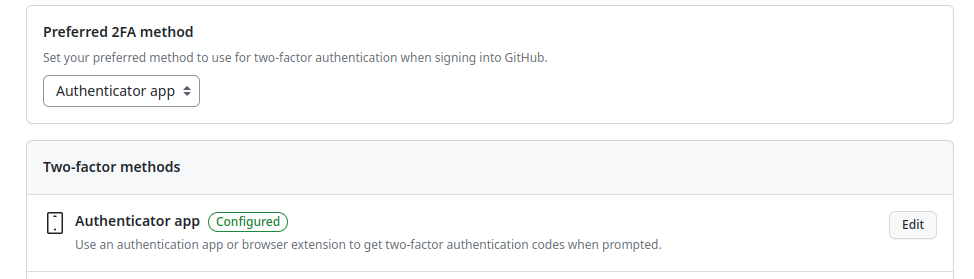 Preferred 2FA method
Set your preferred method to use for two-factor authentication when signing into GitHub.
Authenticator app
Two-factor methods
Authenticator app Configured
Edit
Use an authentication app or browser extension to get two-factor authentication codes when prompted.